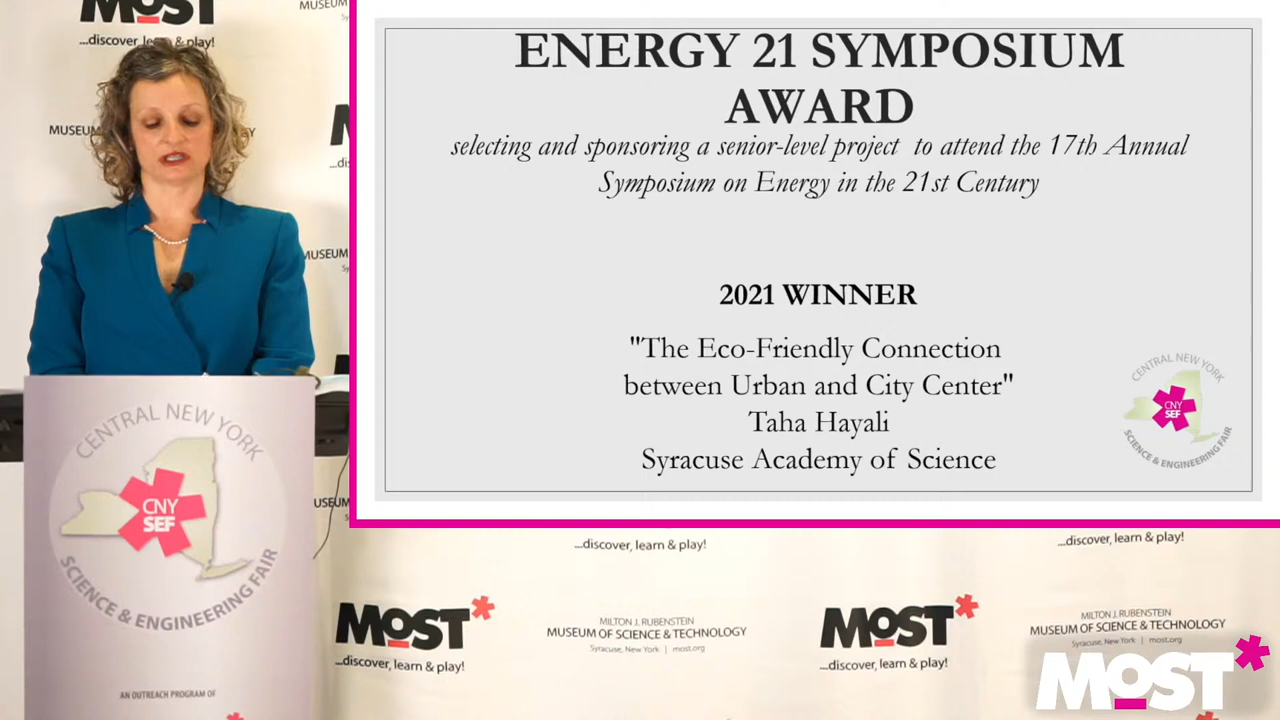 MOST
...discover, learn & play!
MUSEUM
MUSEUM
...di
MUSEUM
MUSEUM
CENTRAL NEW YORK
CNY
SEF
SCIENCE & ENGINEERING FAIR
AN OUTREACH PROGRAM OF
ENERGY 21 SYMPOSIUM
AWARD
selecting and sponsoring a senior-level project to attend the 17th Annual
Symposium on Energy in the 21st Century
2021 WINNER
"The Eco-Friendly Connection
between Urban and City Center"
Taha Hayali
Syracuse Academy of Science
CENTRAL NEW YORK
CNY
SEF
SCIENCE & ENGINEERING FAIR
...discover, learn & play!
...discover, learn & play!
MOST*
...discover, learn & play!
MILTON J. RUBENSTEIN
MUSEUM OF SCIENCE & TECHNOLOGY
Syracuse, New York | most.org
MOST*
...discover, learn & play!
MILTON J. RUBENSTEIN
MUSEUM OF SCIENCE & TECHNOLOGY
Syracuse, New York | most.org
MOST*